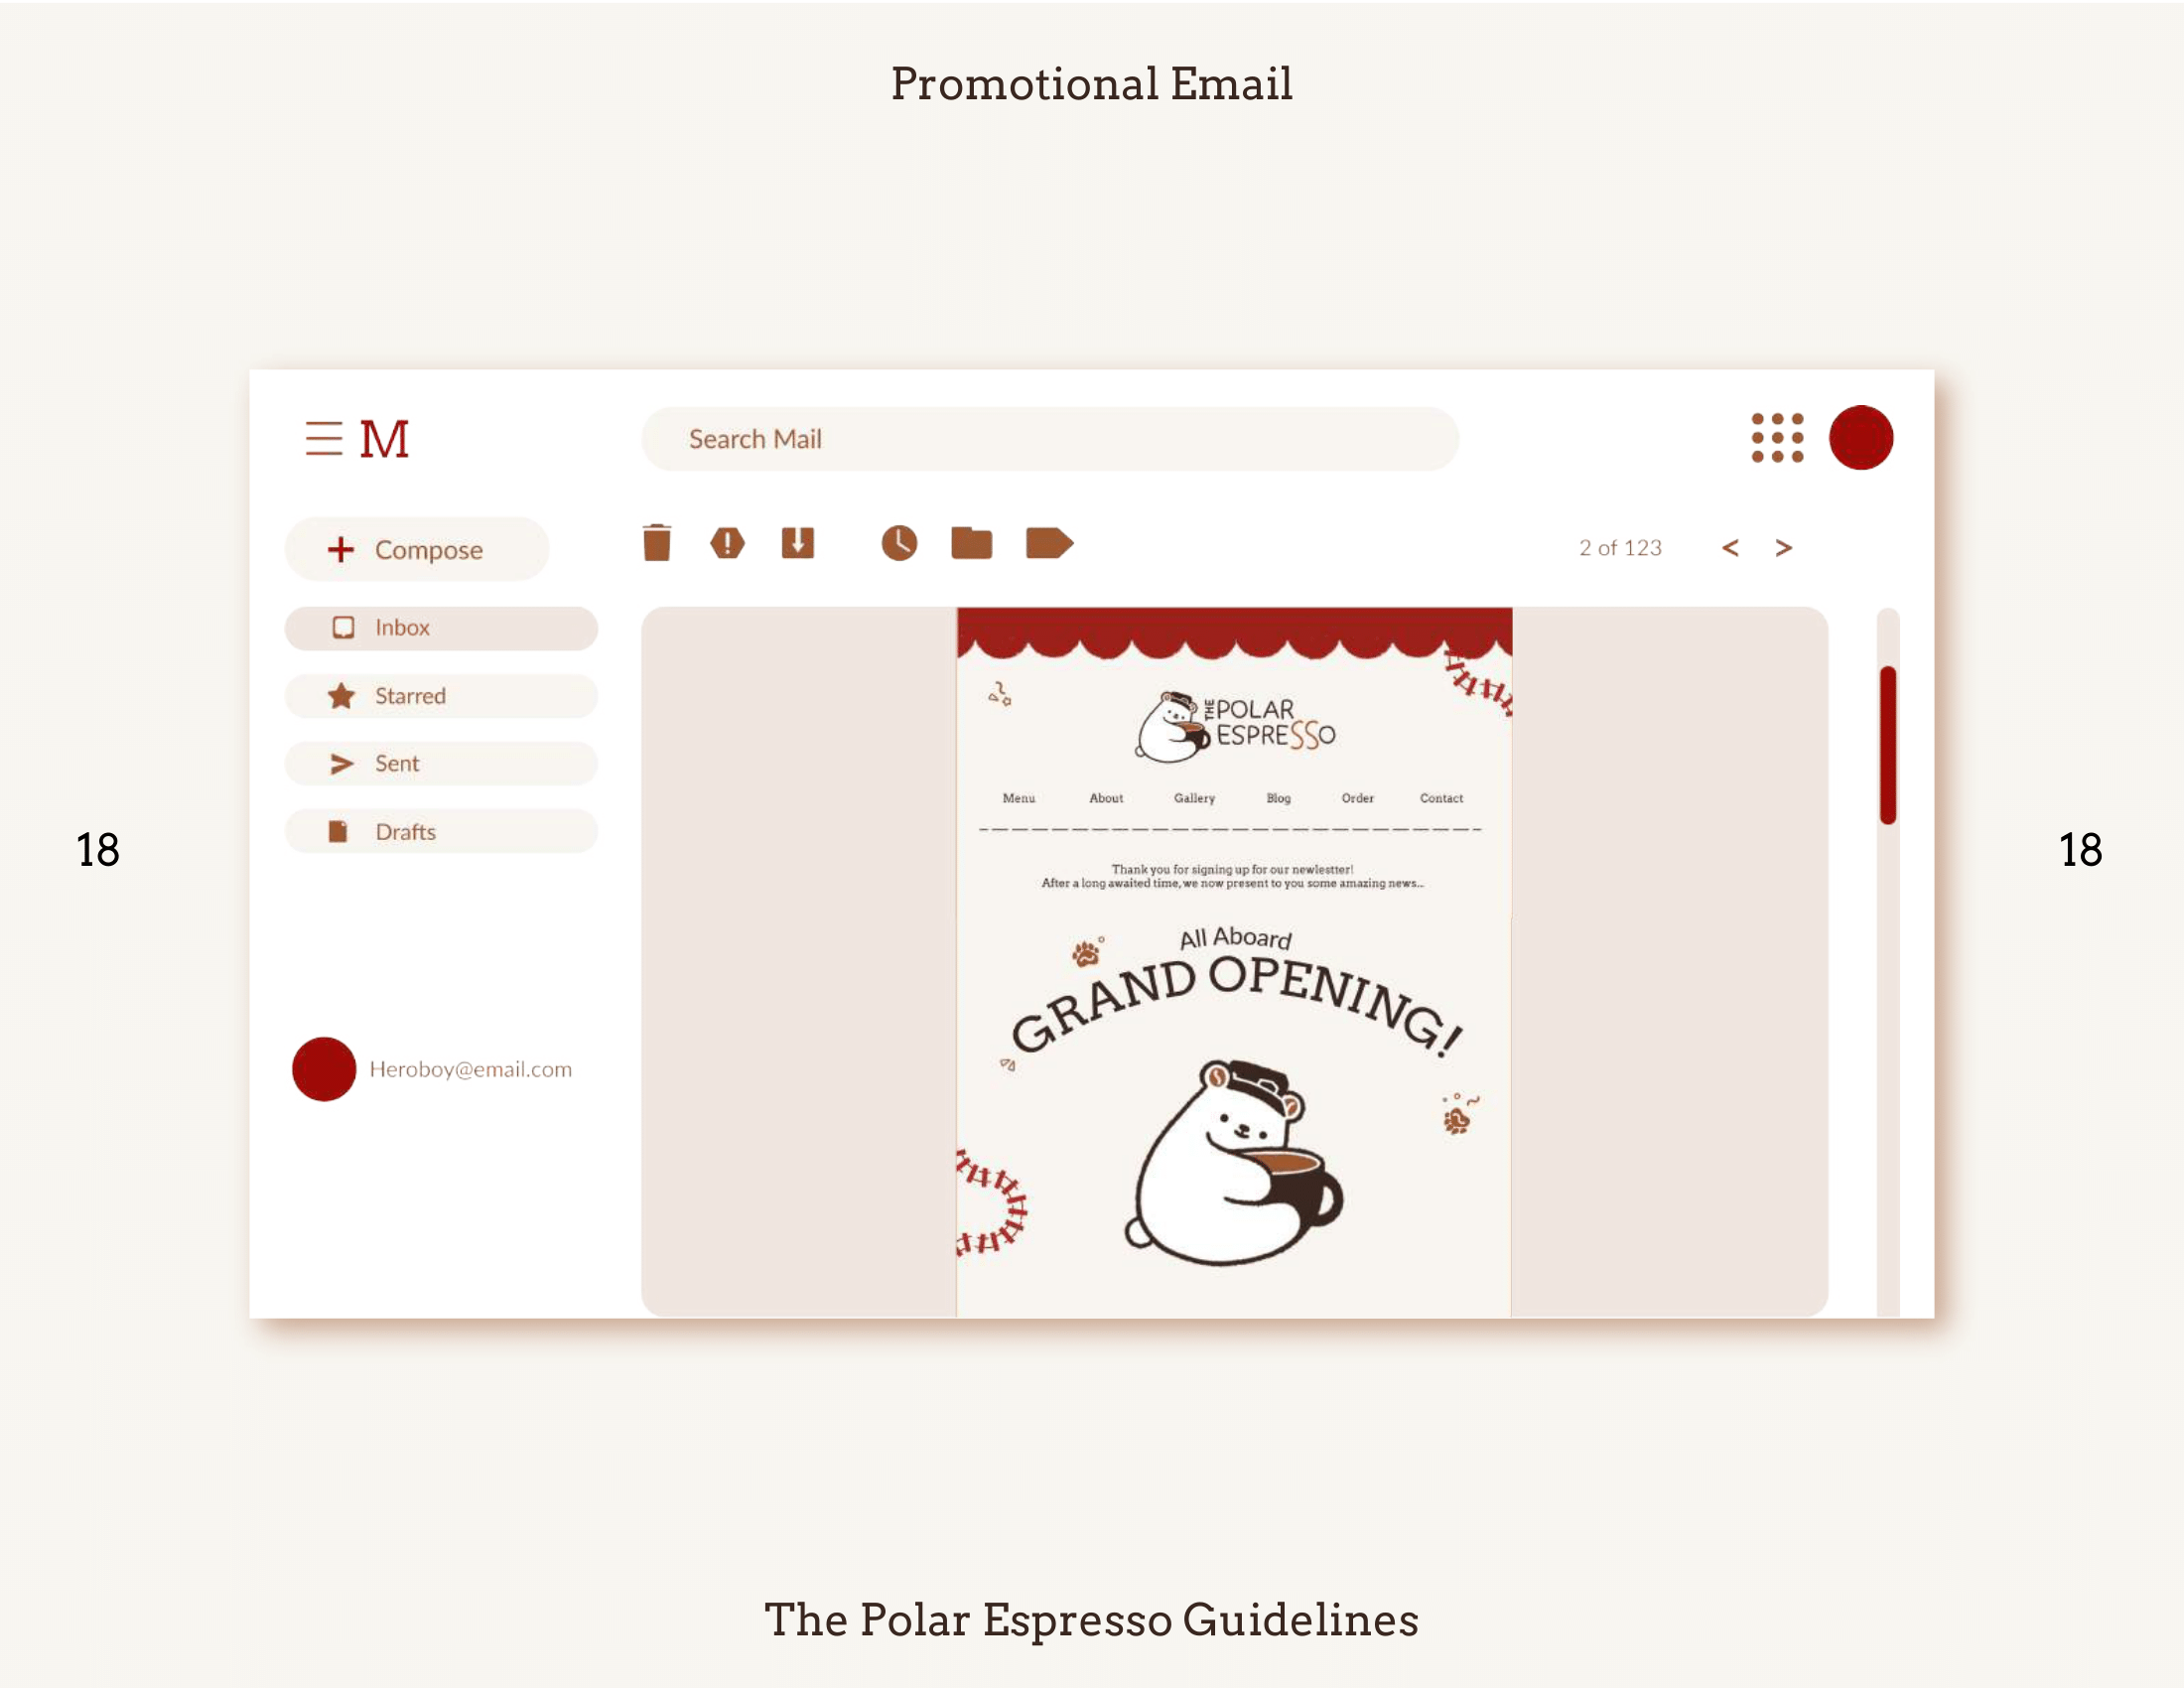 Promotional Email
M
Search Mail
Compose
2 of 123 < >
Inbox
Starred
Sent
Drafts
Heroboy@email.com
THE POLAR
ESPRESSO
Menu About Gallery Blog Order Contact
Thank you for signing up for our newlestter!
After a long awaited time, we now present to you some amazing news...
All Aboard
GRAND OPENING!
18
18
The Polar Espresso Guidelines